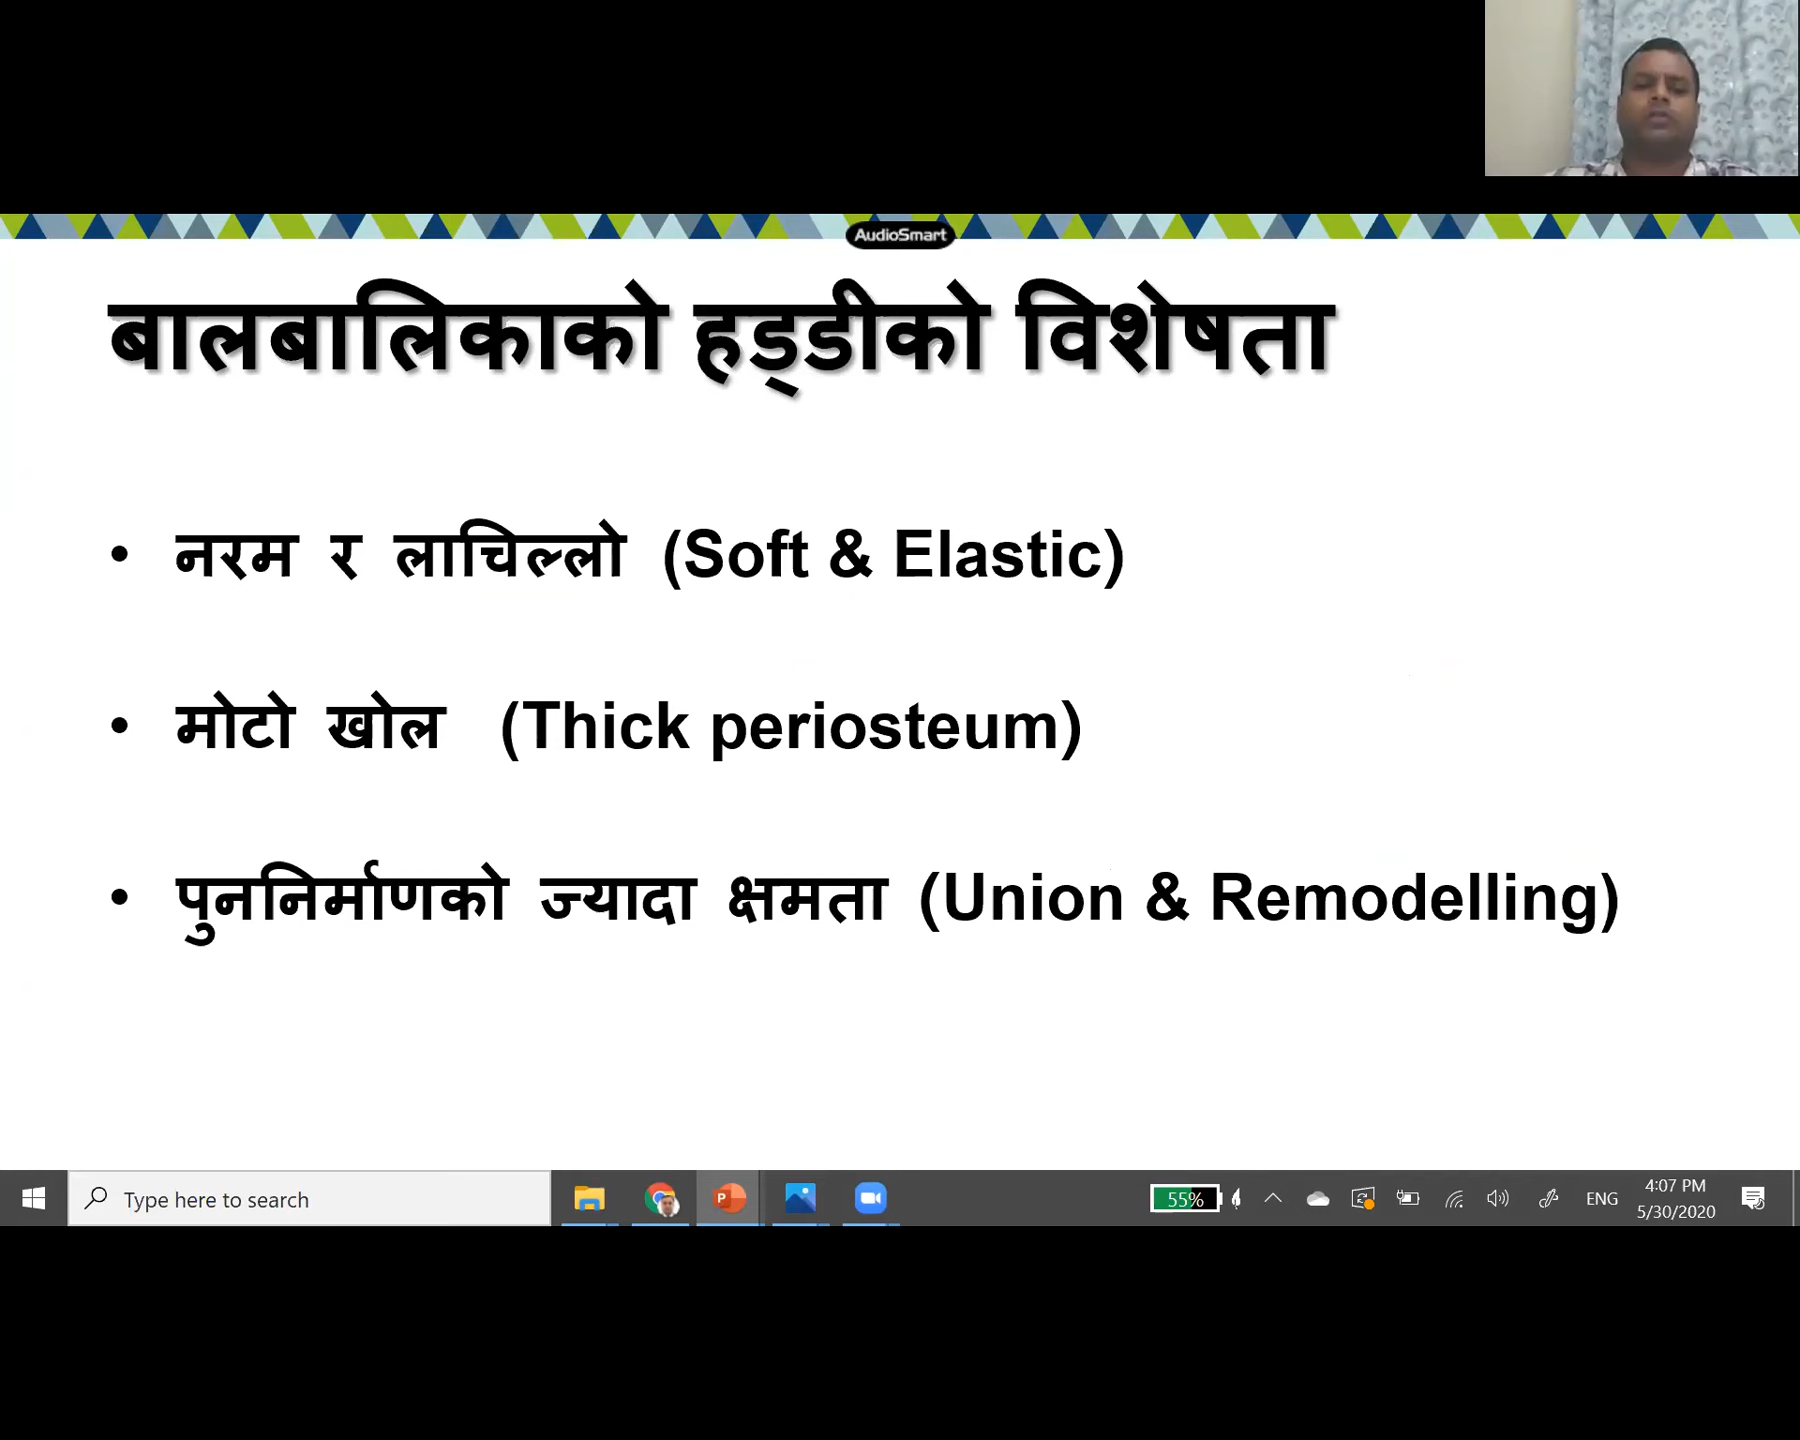 AudioSmart
बालबालिकाको हड्डीको विशेषता
• नरम र लाचिल्लो (Soft & Elastic)
• मोटो खोल (Thick periosteum)
• पुननिर्माणको ज्यादा क्षमता (Union & Remodelling)
Type here to search
55%
ENG
4:07 PM
5/30/2020